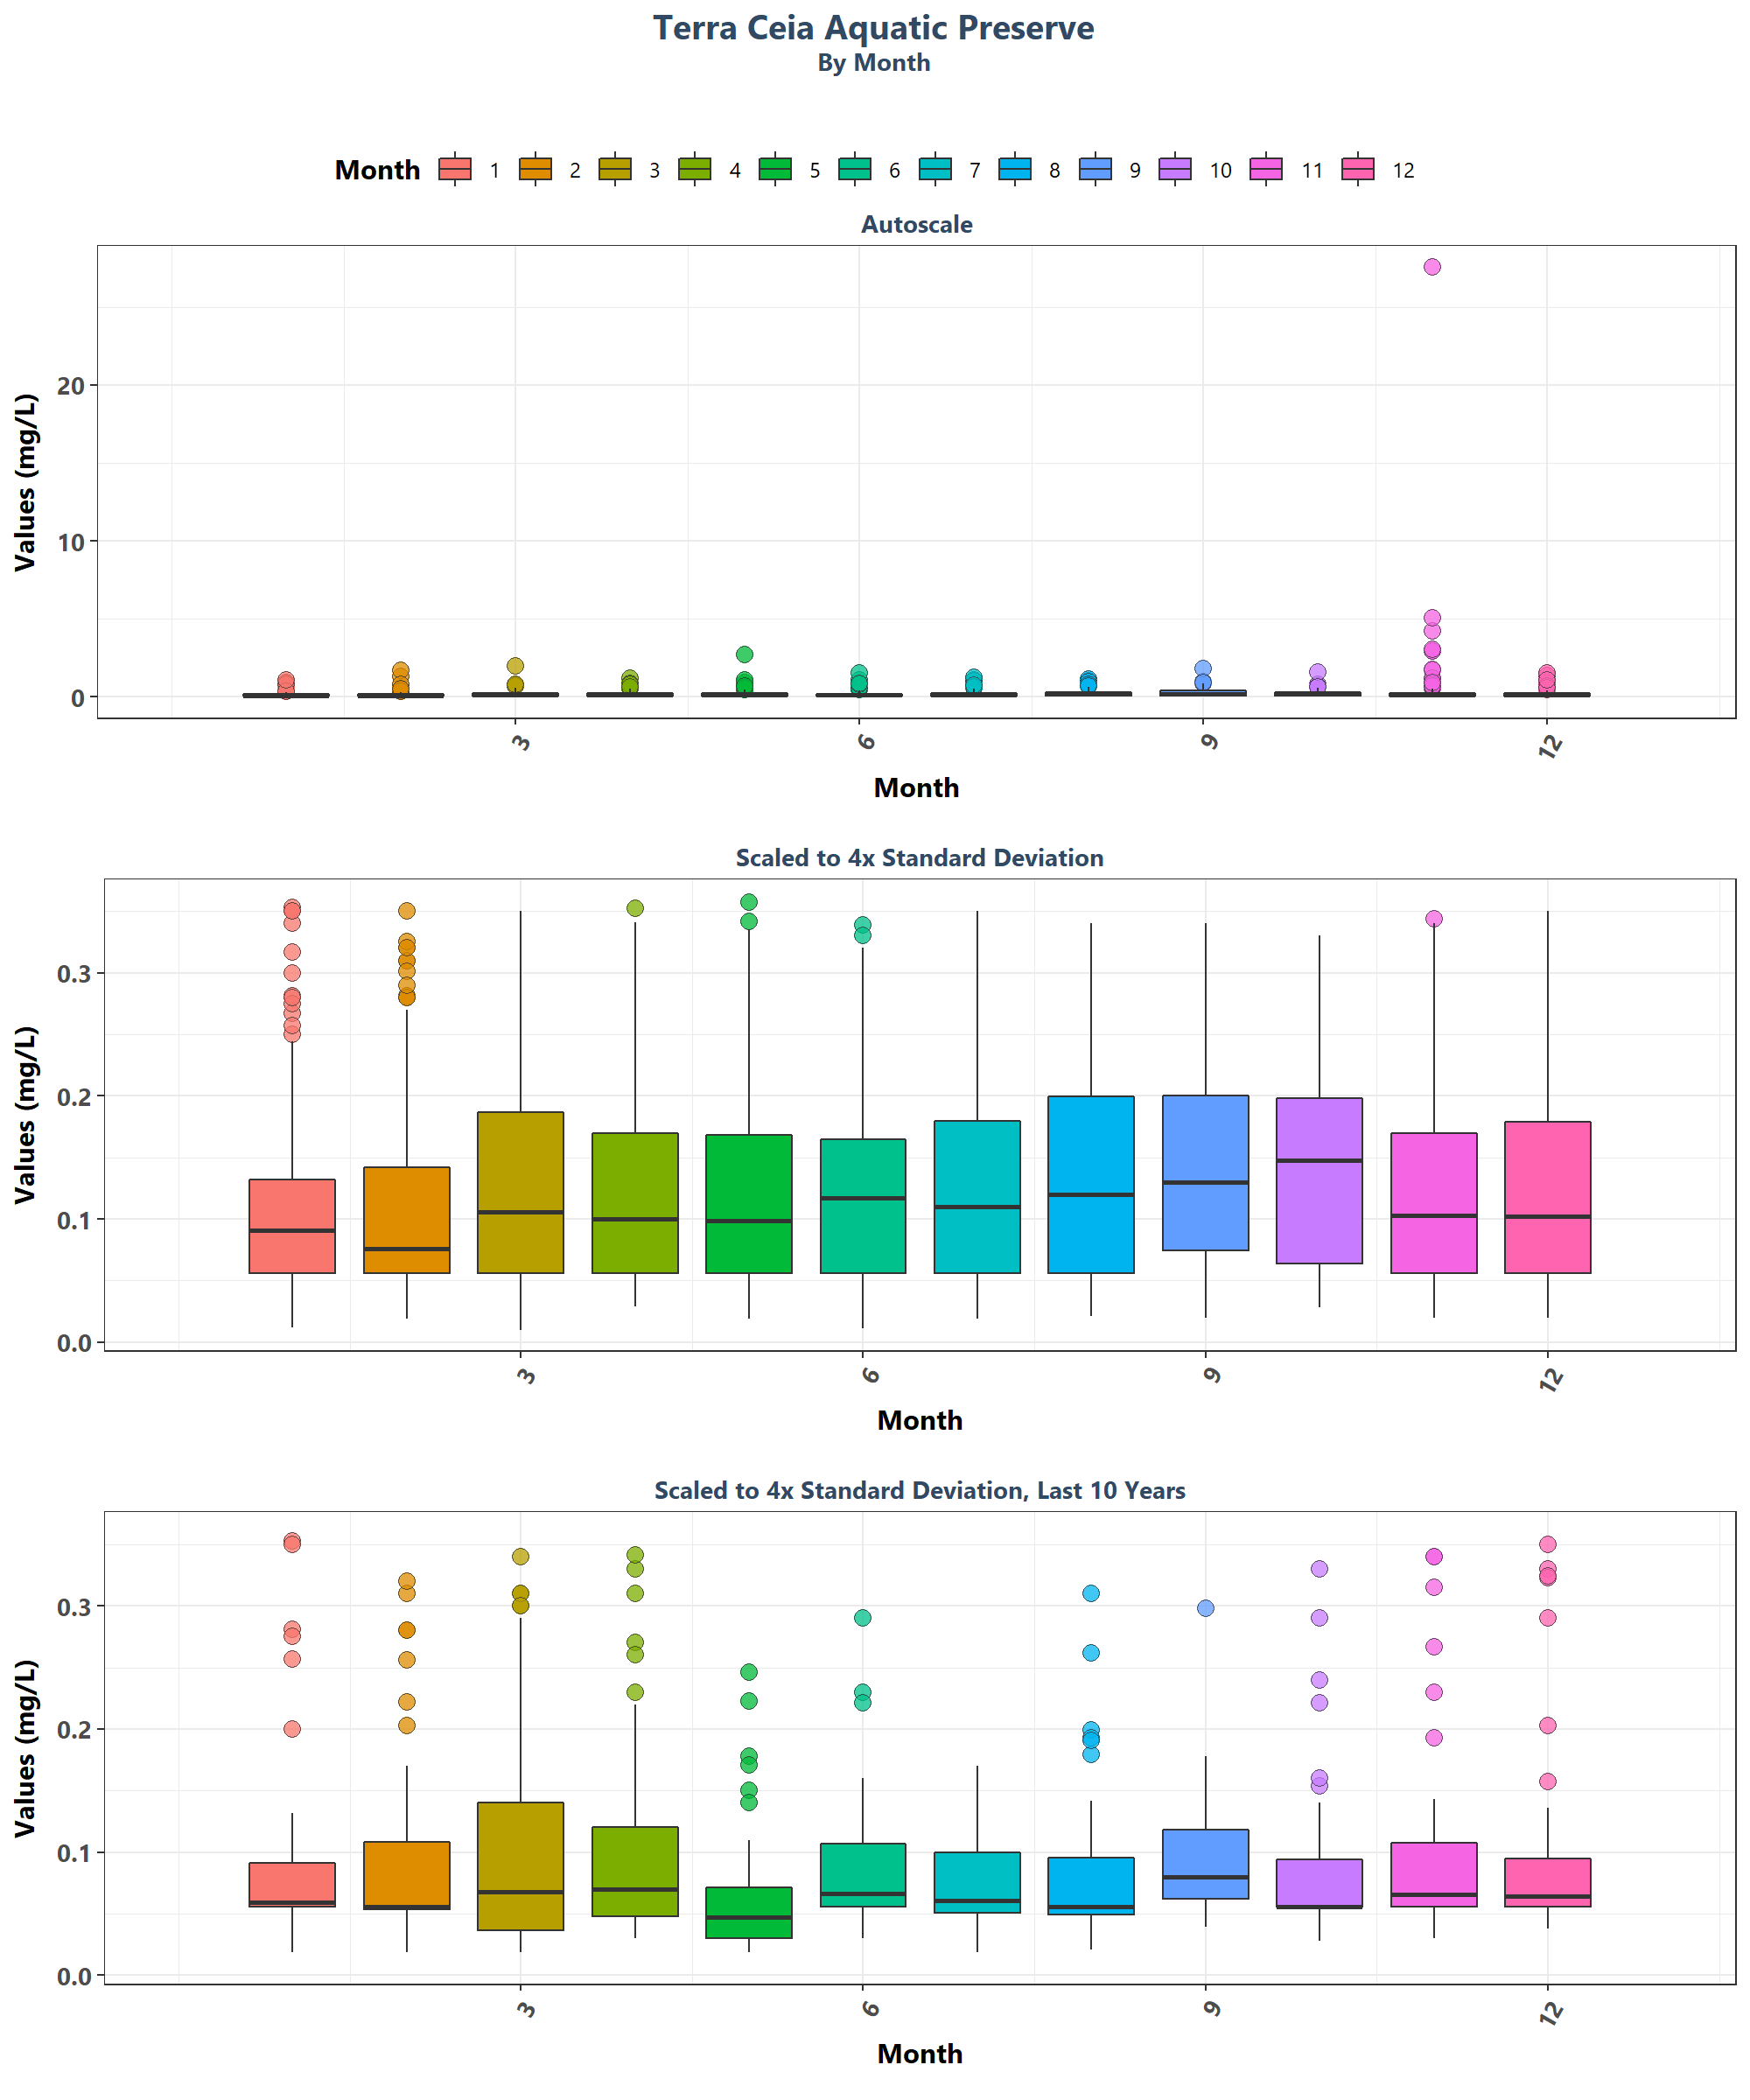 Terra Ceia Aquatic Preserve
By Month
Month 1 2 3 4 5 6 7 8 9 10 11 12
Autoscale
Values (mg/L)
20
10
0
3 6 9 12
Month
Scaled to 4x Standard Deviation
Values (mg/L)
0.3
0.2
0.1
0.0
3 6 9 12
Month
Scaled to 4x Standard Deviation, Last 10 Years
Values (mg/L)
0.3
0.2
0.1
0.0
3 6 9 12
Month